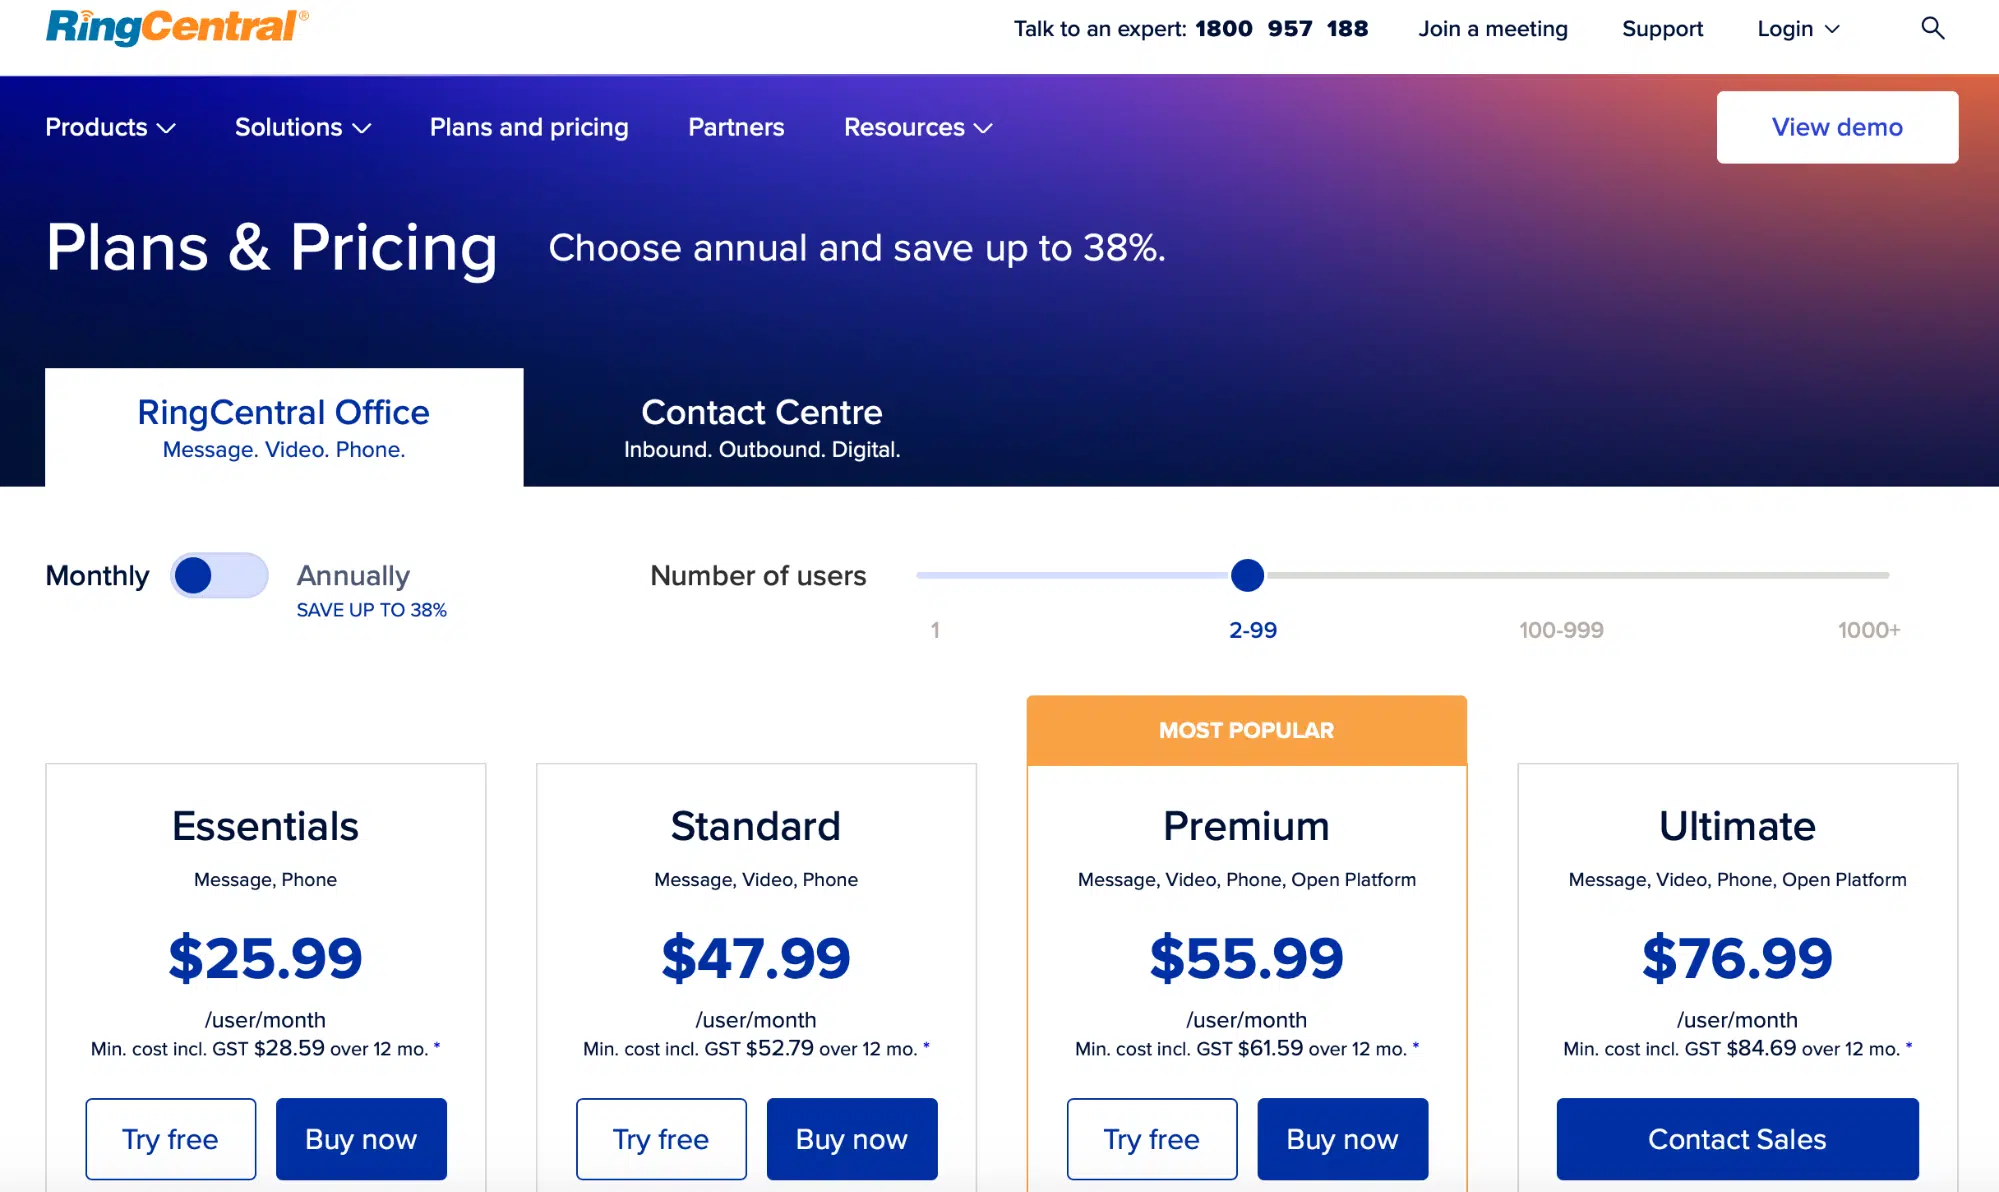 RingCentral®
Talk to an expert: 1800 957 188 Join a meeting Support Login
Products Solutions Plans and pricing Partners Resources View demo
Plans & Pricing Choose annual and save up to 38%.
RingCentral Office
Message. Video. Phone.
Contact Centre
Inbound. Outbound. Digital.
Monthly Annually
SAVE UP TO 38%
Number of users
1 2-99 100-999 1000+
Essentials
Message, Phone
$25.99
/user/month
Min. cost incl. GST $28.59 over 12 mo. *
Try free Buy now
Standard
Message, Video, Phone
$47.99
/user/month
Min. cost incl. GST $52.79 over 12 mo. *
Try free Buy now
MOST POPULAR
Premium
Message, Video, Phone, Open Platform
$55.99
/user/month
Min. cost incl. GST $61.59 over 12 mo. *
Try free Buy now
Ultimate
Message, Video, Phone, Open Platform
$76.99
/user/month
Min. cost incl. GST $84.69 over 12 mo. *
Contact Sales